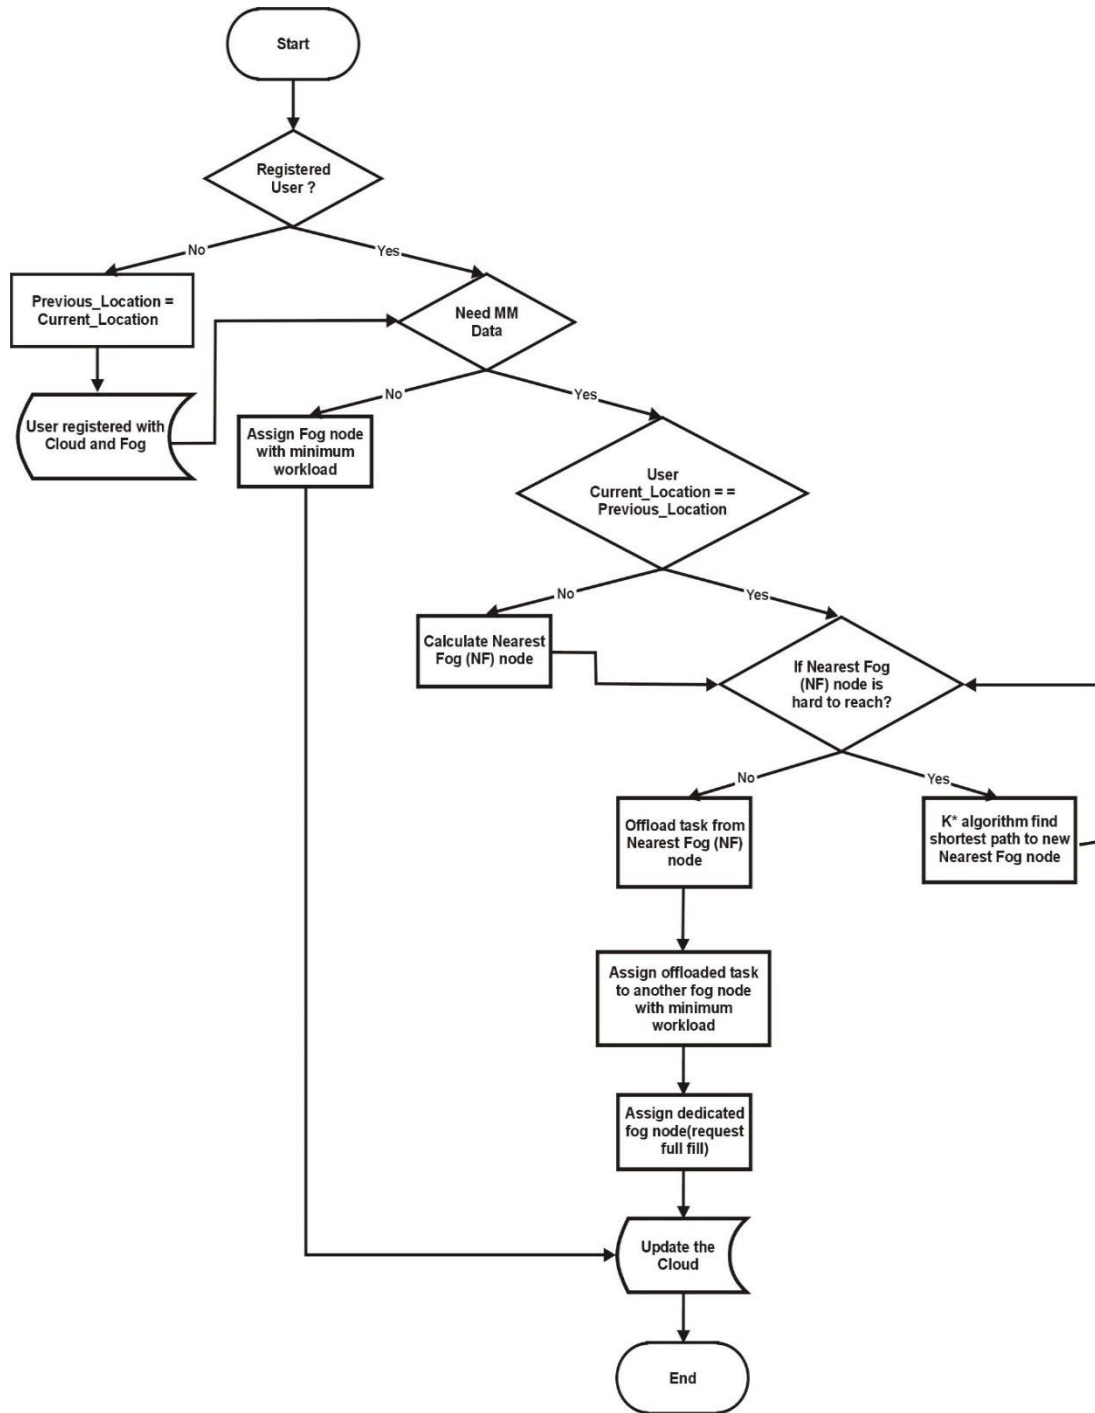 Start
Registered
User ?
No
Yes
Previous_Location =
Current_Location
Need MM
Data
User registered with
Cloud and Fog
No
Yes
Assign Fog node
with minimum
workload
User
Current_Location = =
Previous_Location
No
Yes
Calculate Nearest
Fog (NF) node
If Nearest Fog
(NF) node is
hard to reach?
No
Yes
Offload task from
Nearest Fog (NF)
node
K* algorithm find
shortest path to new
Nearest Fog node
Assign offloaded task
to another fog node
with minimum
workload
Assign dedicated
fog node(request
full fill)
Update the
Cloud
End